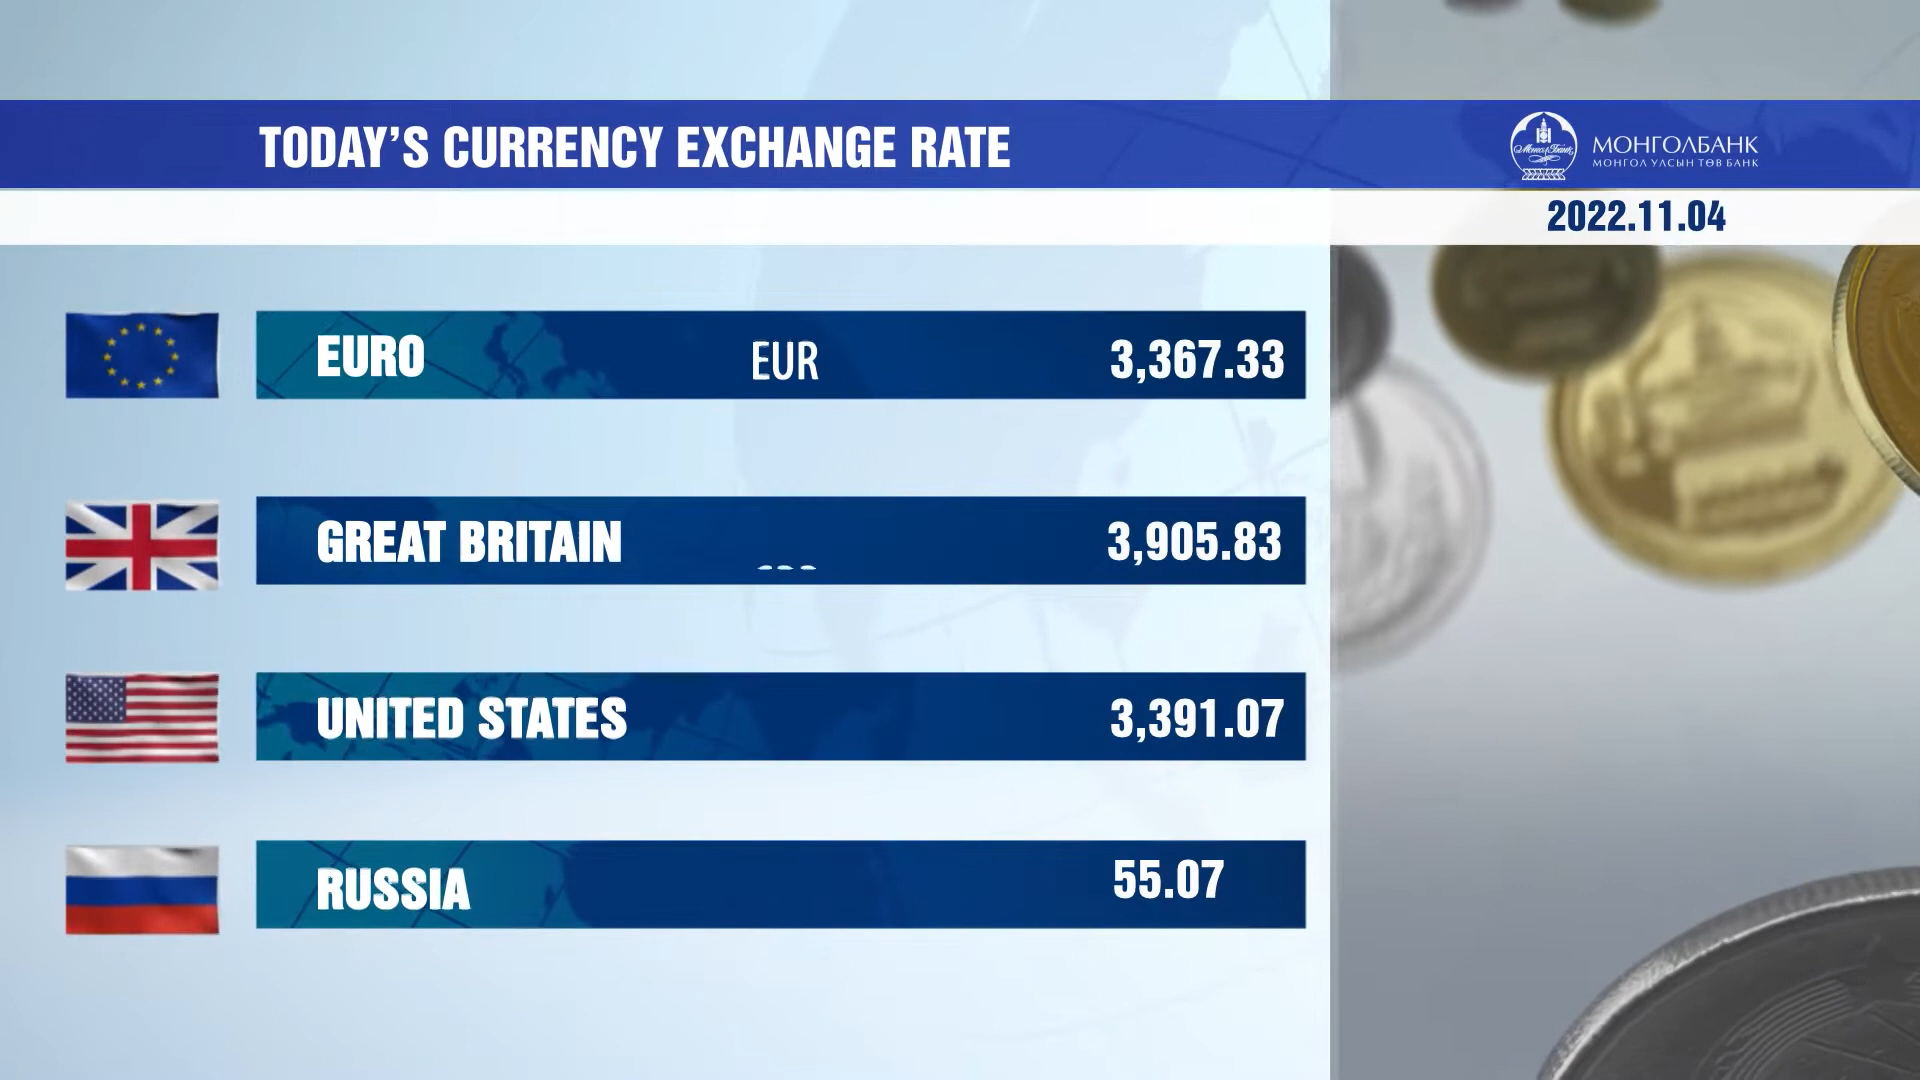 TODAY'S CURRENCY EXCHANGE RATE
МОНГОЛБАНК
МОНГОЛ УЛСЫН ТӨВ БАНК
2022.11.04
EURO EUR 3,367.33
GREAT BRITAIN 3,905.83
UNITED STATES 3,391.07
RUSSIA 55.07